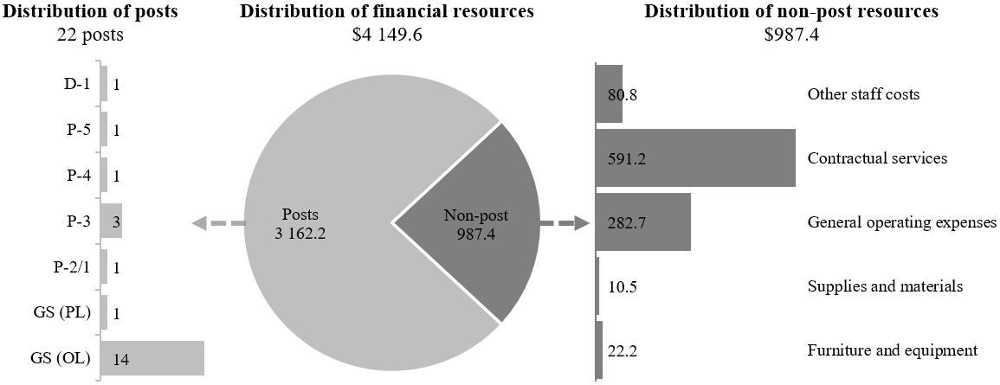 Distribution of posts
22 posts
D-1 1
P-5 1
P-4 1
P-3 3
P-2/1 1
GS (PL) 1
GS (OL) 14
Distribution of financial resources
$4 149.6
Posts
3 162.2
Non-post
987.4
Distribution of non-post resources
$987.4
80.8 Other staff costs
591.2 Contractual services
282.7 General operating expenses
10.5 Supplies and materials
22.2 Furniture and equipment